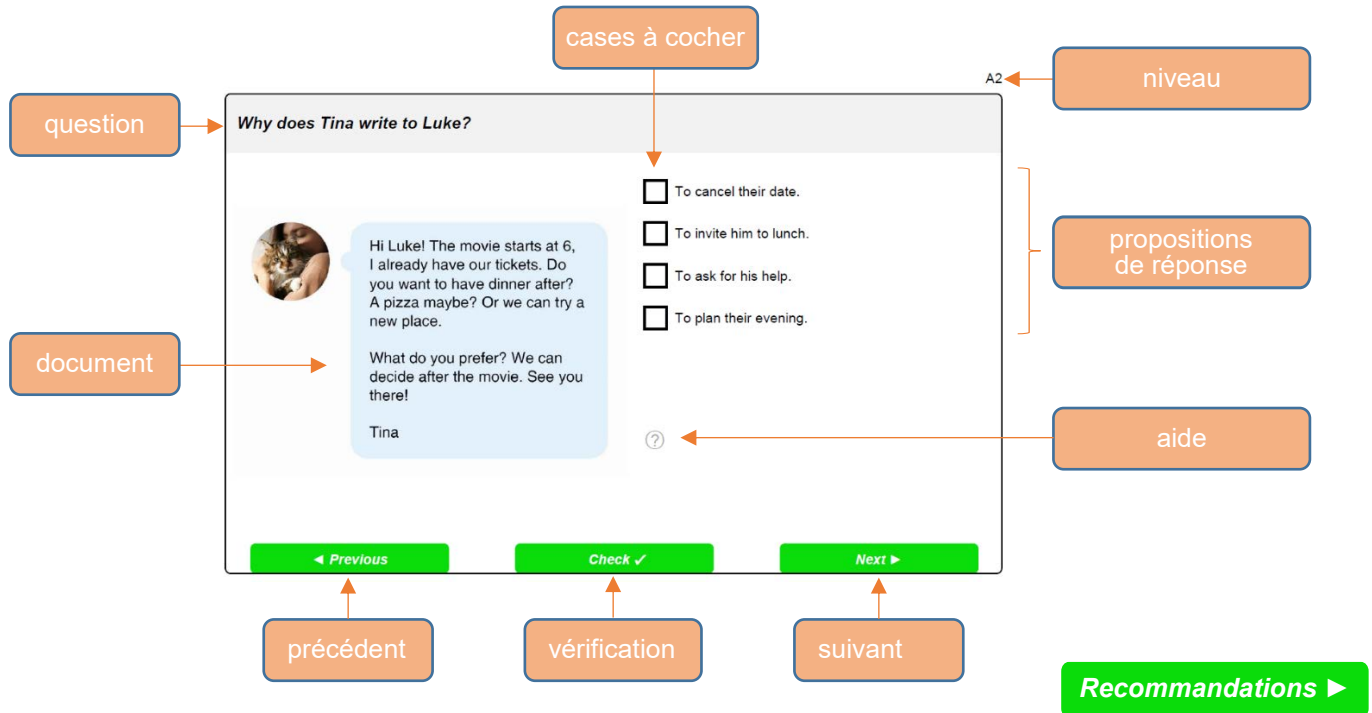 cases à cocher
A2
niveau
question
Why does Tina write to Luke?
To cancel their date.
To invite him to lunch.
To ask for his help.
To plan their evening.
propositions
de réponse
Hi Luke! The movie starts at 6,
I already have our tickets. Do
you want to have dinner after?
A pizza maybe? Or we can try a
new place.
What do you prefer? We can
decide after the movie. See you
there!
Tina
document
?
aide
◄ Previous
Check ✓
Next ►
précédent
vérification
suivant
Recommandations ►